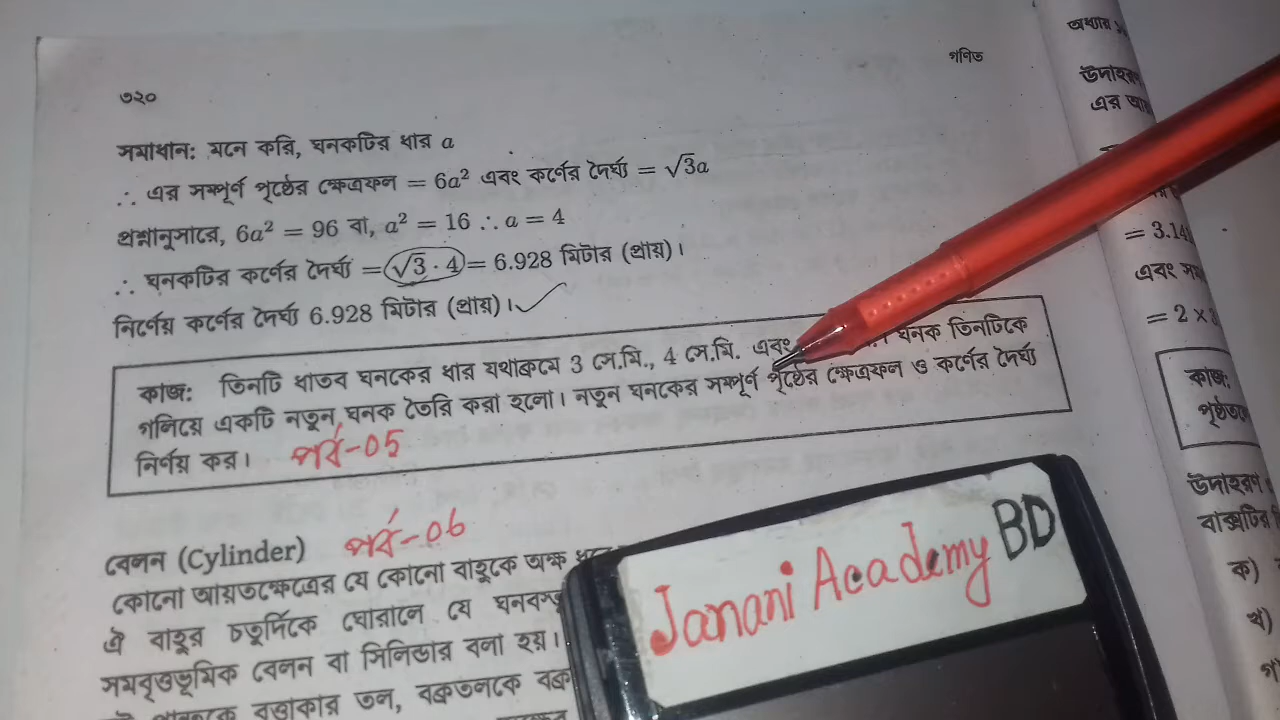 গণিত
৩২০
সমাধান: মনে করি, ঘনকটির ধার a
∴ এর সম্পূর্ণ পৃষ্ঠের ক্ষেত্রফল = 6a² এবং কর্ণের দৈর্ঘ্য = √3a
প্রশ্নানুসারে, 6a² = 96 বা, a² = 16 ∴ a = 4
∴ ঘনকটির কর্ণের দৈর্ঘ্য = √3 · 4 = 6.928 মিটার (প্রায়)।
নির্ণেয় কর্ণের দৈর্ঘ্য 6.928 মিটার (প্রায়)।
কাজ: তিনটি ধাতব ঘনকের ধার যথাক্রমে 3 সে.মি., 4 সে.মি. এবং ঘনক তিনটিকে
গলিয়ে একটি নতুন ঘনক তৈরি করা হলো। নতুন ঘনকের সম্পূর্ণ পৃষ্ঠের ক্ষেত্রফল ও কর্ণের দৈর্ঘ্য
নির্ণয় কর। পর্ব-05
বেলন (Cylinder) পর্ব-06
কোনো আয়তক্ষেত্রের যে কোনো বাহুকে অক্ষ
ঐ বাহুর চতুর্দিকে ঘোরালে যে
সমবৃত্তভূমিক বেলন বা সিলিন্ডার বলা হয়।
বৃত্তাকার তল, বক্রতলকে
Janani Academy BD
অধ্যায়
উদাহরণ
এর
= 3.14
এবং
= 2 ×
কাজ:
উদাহরণ
বাক্সটির
ক)
খ)